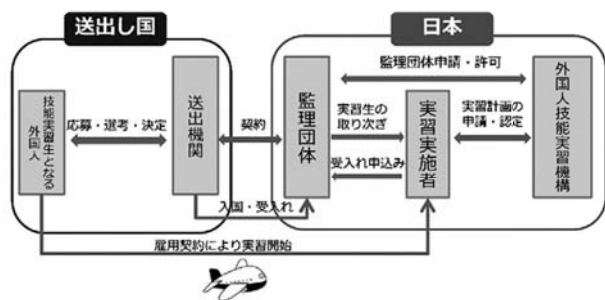 送出し国
日本
技能実習生となる
外国人
応募・選考・決定
送出機関
契約
監理団体
監理団体申請・許可
実習生の
取り次ぎ
受入れ申込み
実習実施者
実習計画の
申請・認定
外国人技能実習機構
入国・受入れ
雇用契約により実習開始